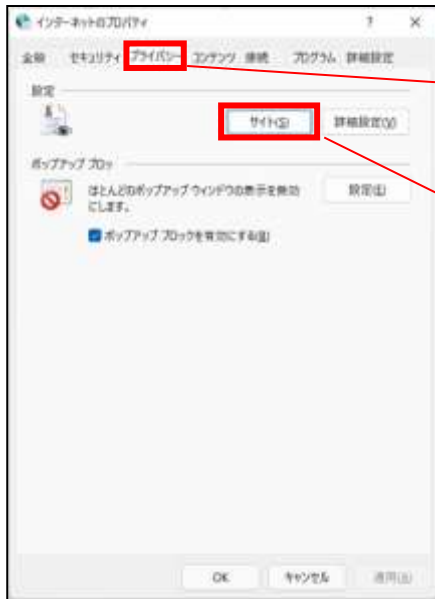 インターネットのプロパティ
全般 セキュリティ プライバシー コンテンツ 接続 プログラム 詳細設定
設定
サイト(S) 詳細設定(V)
ポップアップ ブロッ
ほとんどのポップアップ ウィンドウの表示を無効にします。
設定(E)
ポップアップ ブロックを有効にする(B)
OK キャンセル 適用(A)